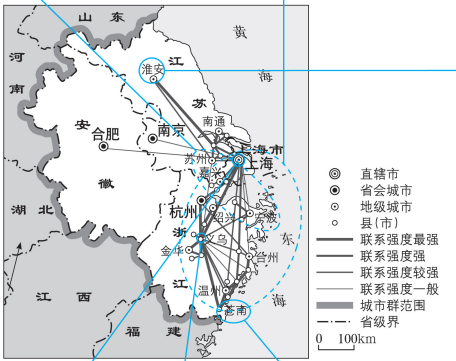 山东
黄海
河南
江苏
淮安
南通
安徽
合肥
南京
上海市
上海
苏州
嘉兴
湖北
杭州
绍兴
宁波
浙江
义乌
金华
台州
东海
温州
苍南
江西
福建
直辖市
省会城市
地级城市
县(市)
联系强度最强
联系强度强
联系强度较强
联系强度一般
城市群范围
省级界
0 100km